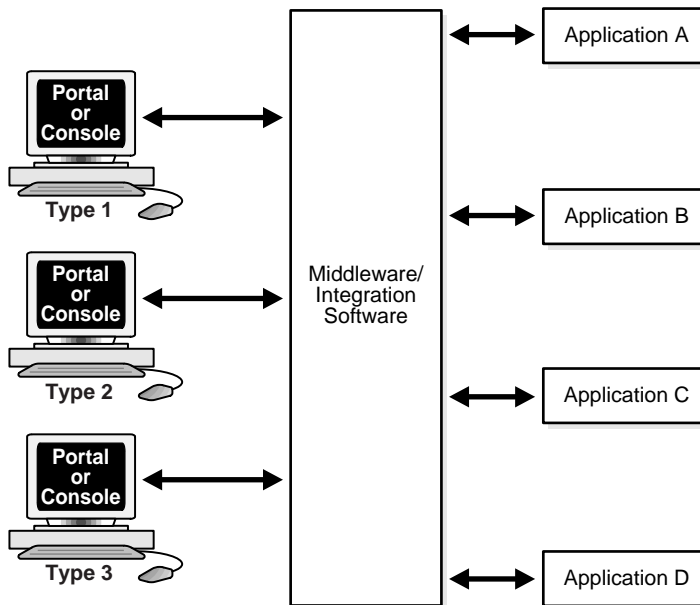 Portal
or
Console
Type 1
Portal
or
Console
Type 2
Portal
or
Console
Type 3
Middleware/
Integration
Software
Application A
Application B
Application C
Application D